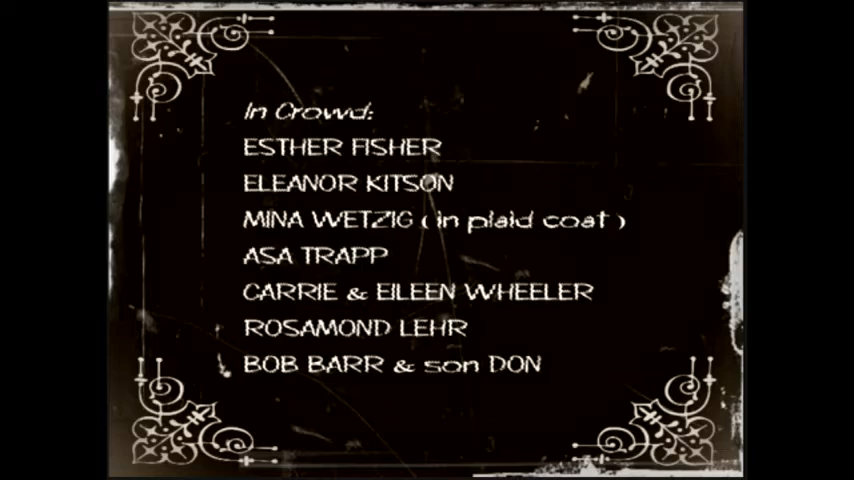 In Crowd:
ESTHER FISHER
ELEANOR KITSON
MINA WETZIG ( in plaid coat )
ASA TRAPP
CARRIE & EILEEN WHEELER
ROSAMOND LEHR
BOB BARR & son DON